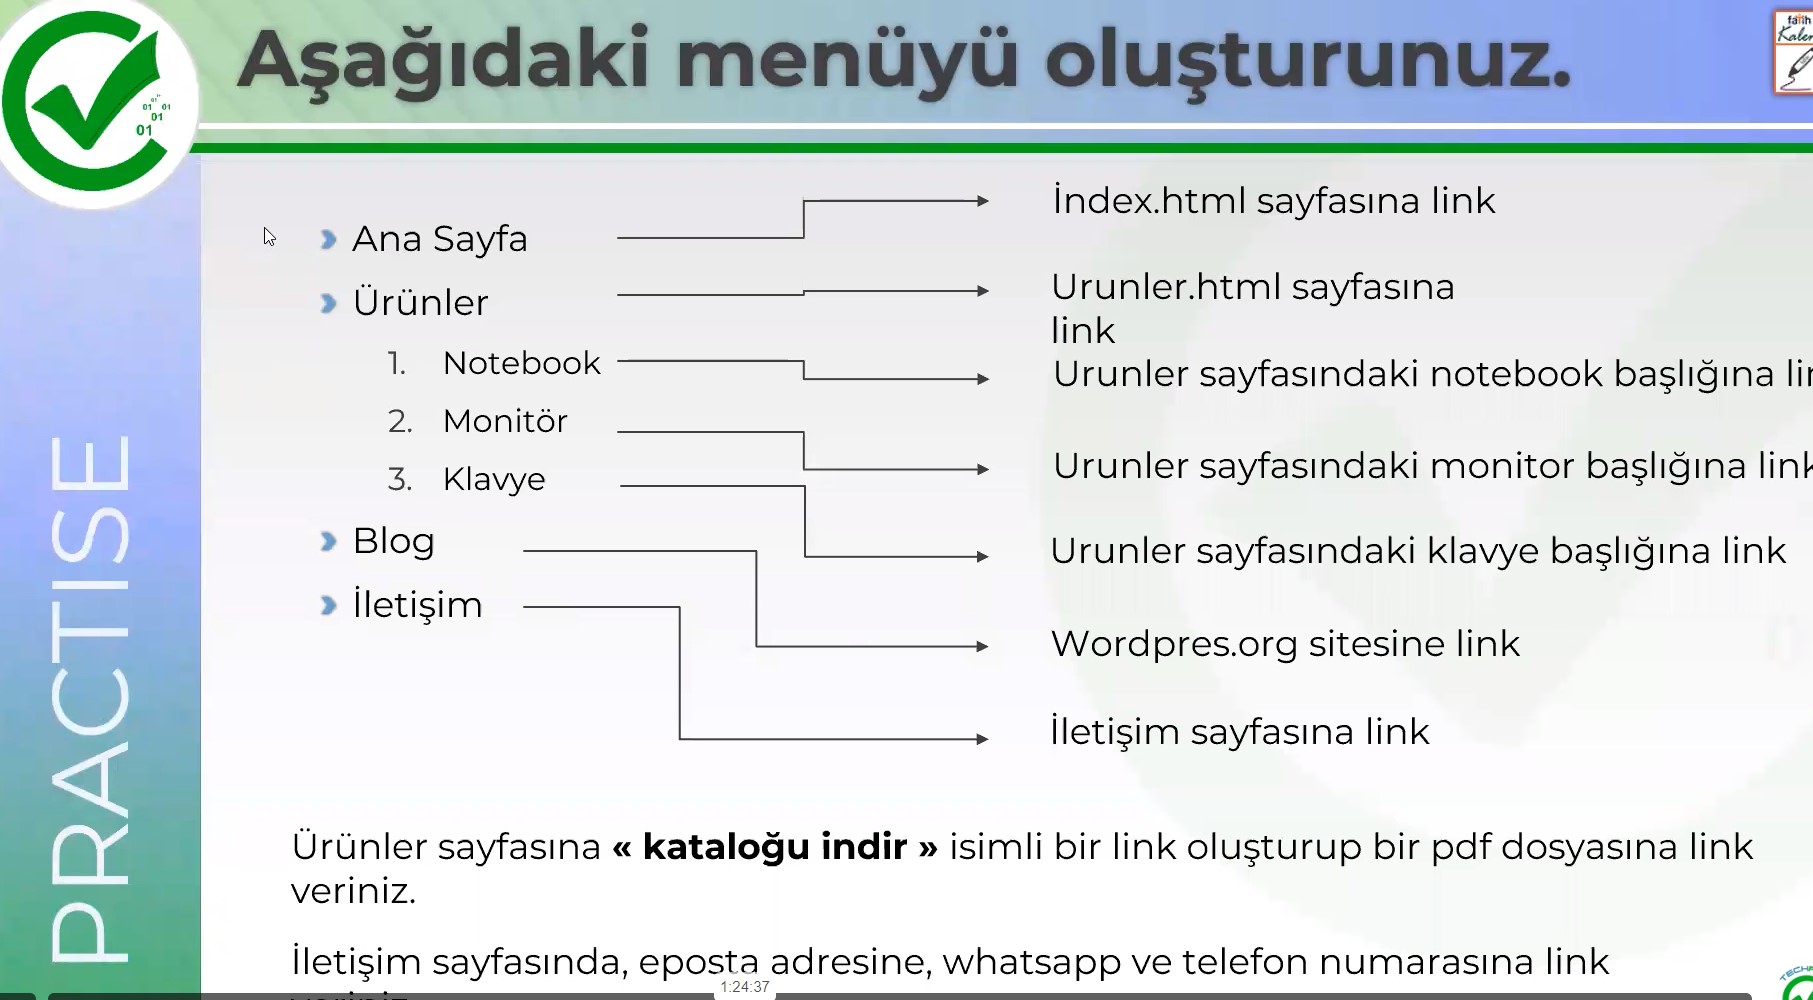 Aşağıdaki menüyü oluşturunuz.
fatih
Kalem
01 01
01
01
PRACTISE
Ana Sayfa
Ürünler
1. Notebook
2. Monitör
3. Klavye
Blog
İletişim
İndex.html sayfasına link
Urunler.html sayfasına
link
Urunler sayfasındaki notebook başlığına
Urunler sayfasındaki monitor başlığına link
Urunler sayfasındaki klavye başlığına link
Wordpres.org sitesine link
İletişim sayfasına link
Ürünler sayfasına « kataloğu indir » isimli bir link oluşturup bir pdf dosyasına link
veriniz.
İletişim sayfasında, eposta adresine, whatsapp ve telefon numarasına link
1:24:37